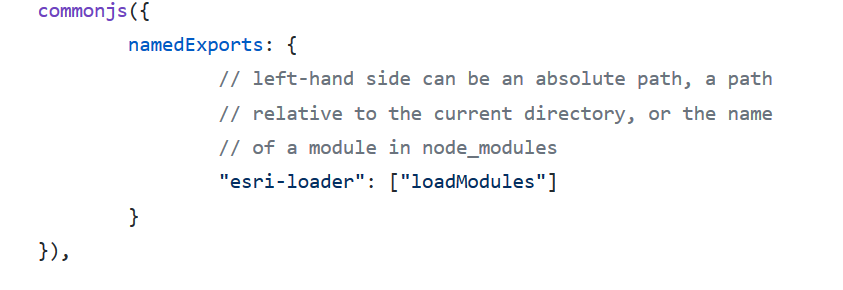 commonjs({
namedExports: {
// left-hand side can be an absolute path, a path
// relative to the current directory, or the name
// of a module in node_modules
"esri-loader": ["loadModules"]
}
}),